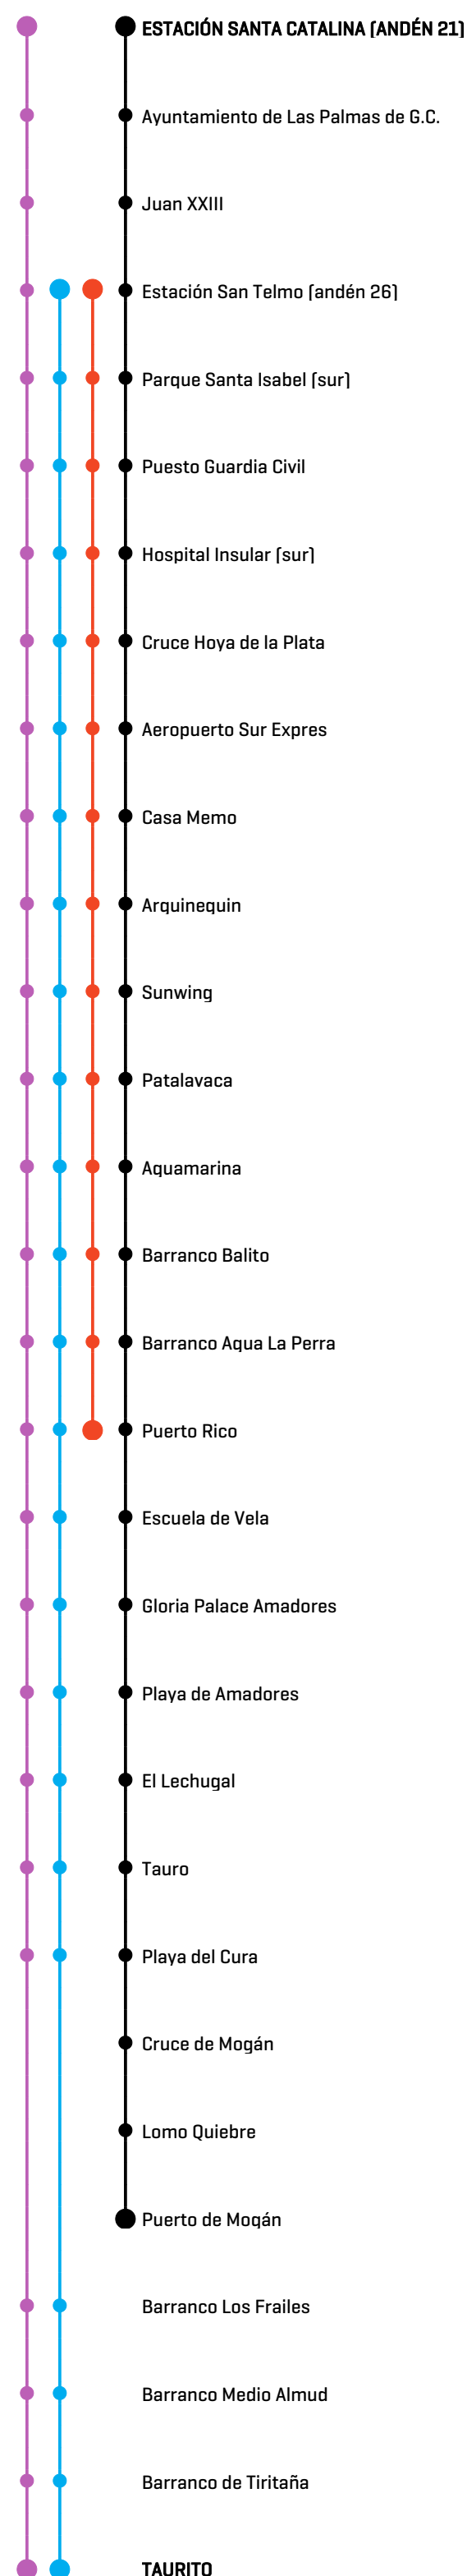 ESTACIÓN SANTA CATALINA (ANDÉN 21)
Ayuntamiento de Las Palmas de G.C.
Juan XXIII
Estación San Telmo (andén 26)
Parque Santa Isabel (sur)
Puesto Guardia Civil
Hospital Insular (sur)
Cruce Hoya de la Plata
Aeropuerto Sur Expres
Casa Memo
Arguineguin
Sunwing
Patalavaca
Aquamarina
Barranco Balito
Barranco Agua La Perra
Puerto Rico
Escuela de Vela
Gloria Palace Amadores
Playa de Amadores
El Lechugal
Tauro
Playa del Cura
Cruce de Mogán
Lomo Quiebre
Puerto de Mogán
Barranco Los Frailes
Barranco Medio Almud
Barranco de Tiritaña
TAURITO